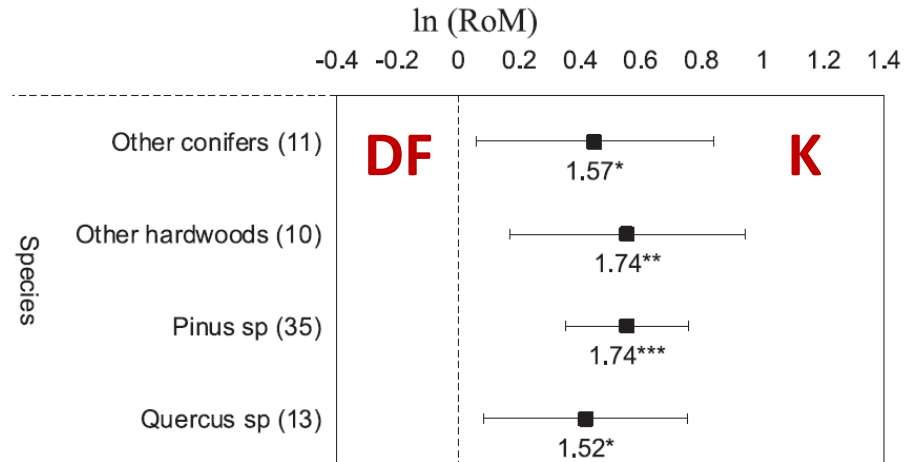 ln (RoM)
-0.4 -0.2 0 0.2 0.4 0.6 0.8 1 1.2 1.4
Species
Other conifers (11)
DF
K
1.57*
Other hardwoods (10)
1.74**
Pinus sp (35)
1.74***
Quercus sp (13)
1.52*